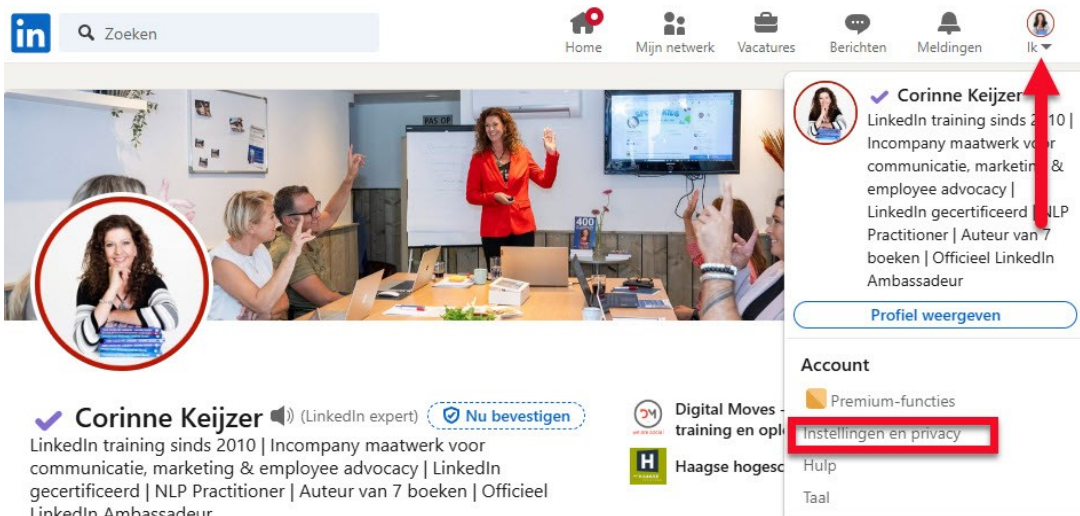 in
Zoeken
Home
Mijn netwerk
Vacatures
Berichten
Meldingen
Ik
PAS OP
400
Corinne Keijzer
LinkedIn training sinds 2010 |
Incompany maatwerk voor
communicatie, marketing &
employee advocacy |
LinkedIn gecertificeerd | NLP
Practitioner | Auteur van 7
boeken | Officieel LinkedIn
Ambassadeur
Profiel weergeven
Account
Premium-functies
Instellingen en privacy
Hulp
Taal
Corinne Keijzer (LinkedIn expert) Nu bevestigen
LinkedIn training sinds 2010 | Incompany maatwerk voor
communicatie, marketing & employee advocacy | LinkedIn
gecertificeerd | NLP Practitioner | Auteur van 7 boeken | Officieel
LinkedIn Ambassadeur
DM
Digital Moves -
training en opl
H
Haagse hogesc